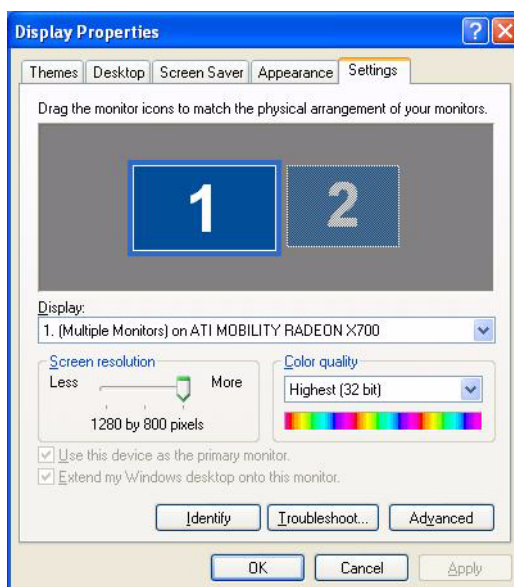 Display Properties
Themes Desktop Screen Saver Appearance Settings
Drag the monitor icons to match the physical arrangement of your monitors.
1 2
Display:
1. (Multiple Monitors) on ATI MOBILITY RADEON X700
Screen resolution Color quality
Less More Highest (32 bit)
1280 by 800 pixels
Use this device as the primary monitor.
Extend my Windows desktop onto this monitor.
Identify Troubleshoot... Advanced
OK Cancel Apply